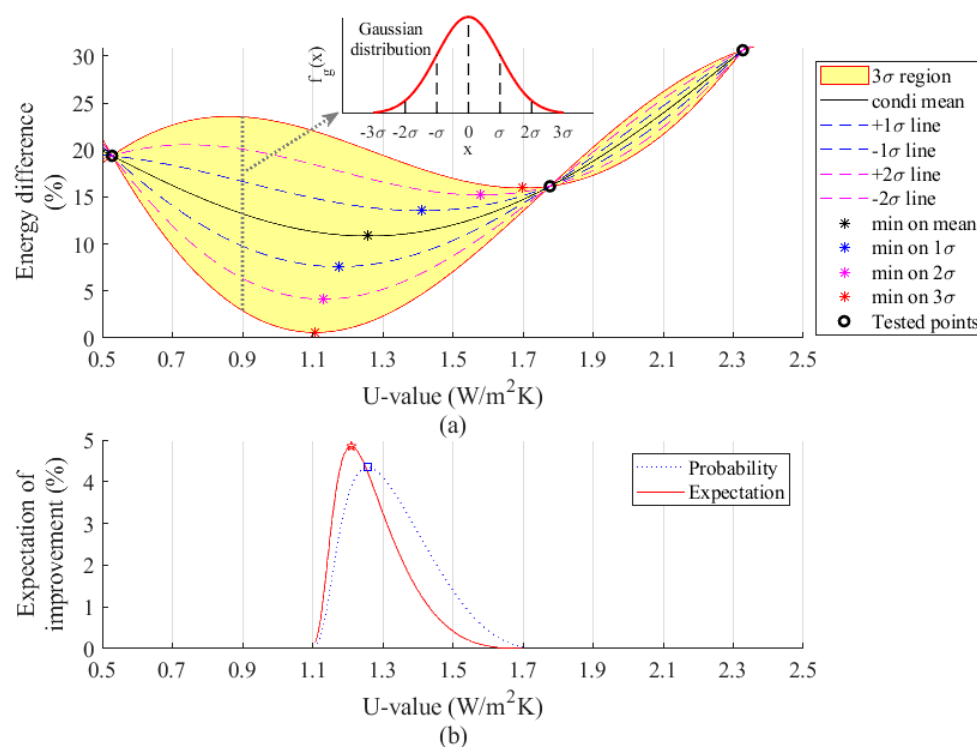 Gaussian
distribution
f_g(x)
-3σ -2σ -σ 0 σ 2σ 3σ
x
30
25
20
15
10
5
0
Energy difference
(%)
0.5 0.7 0.9 1.1 1.3 1.5 1.7 1.9 2.1 2.3 2.5
U-value (W/m²K)
(a)
3σ region
condi mean
+1σ line
-1σ line
+2σ line
-2σ line
min on mean
min on 1σ
min on 2σ
min on 3σ
Tested points
5
4
3
2
1
0
Expectation of
improvement (%)
Probability
Expectation
0.5 0.7 0.9 1.1 1.3 1.5 1.7 1.9 2.1 2.3 2.5
U-value (W/m²K)
(b)